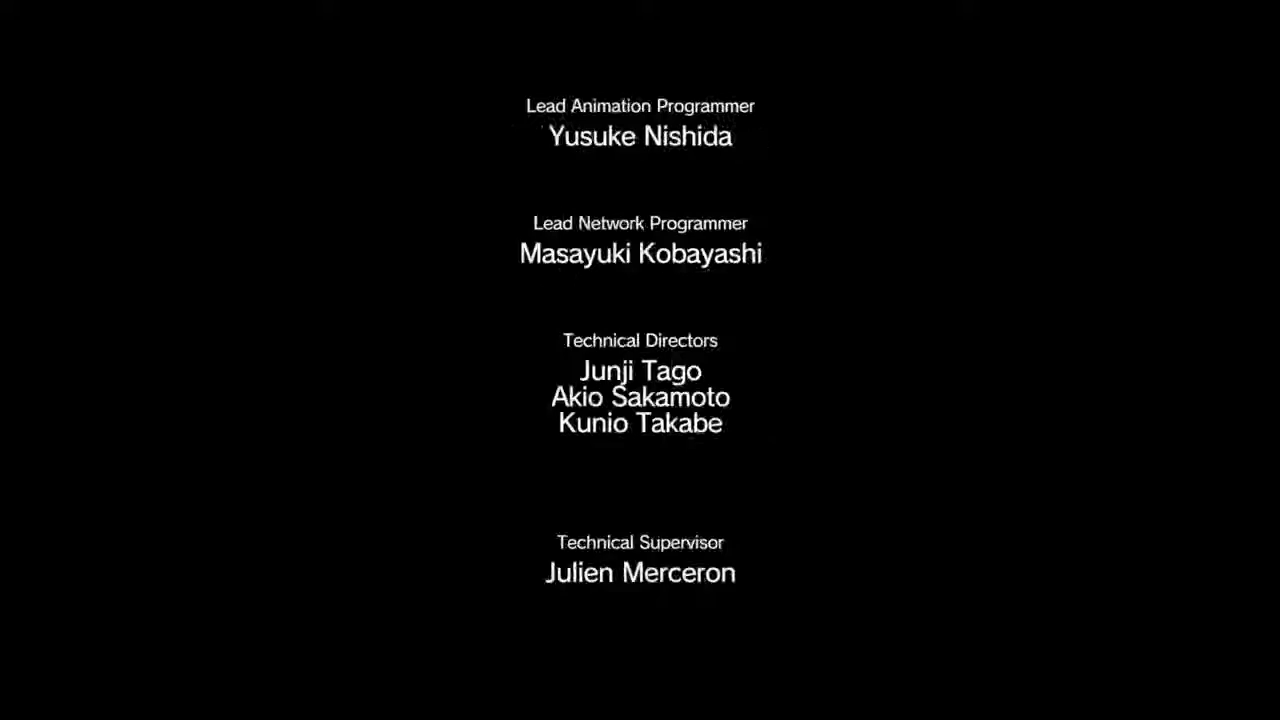 Lead Animation Programmer
Yusuke Nishida
Lead Network Programmer
Masayuki Kobayashi
Technical Directors
Junji Tago
Akio Sakamoto
Kunio Takabe
Technical Supervisor
Julien Merceron